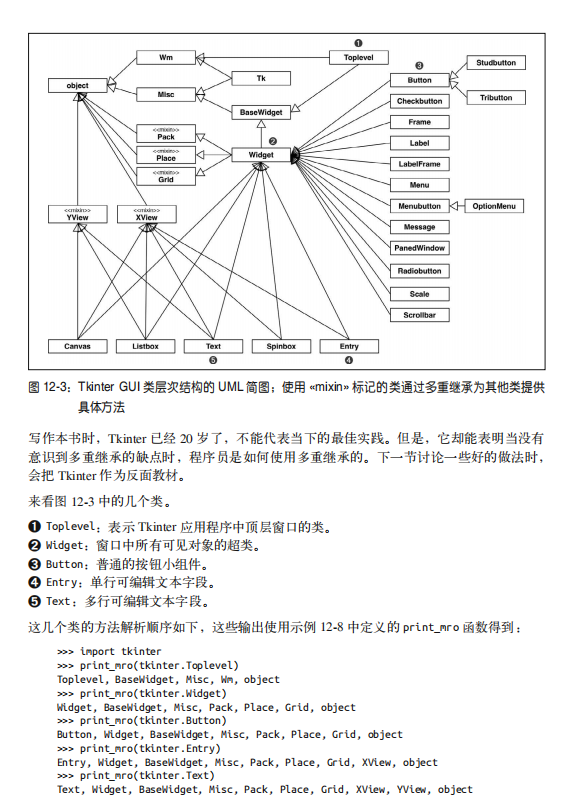 ❶
❷
❸
Wm
Toplevel
Studbutton
Button
object
Tk
Misc
Checkbutton
Tributton
BaseWidget
Frame
<<mixin>>
Pack
Label
<<mixin>>
Place
Widget
LabelFrame
<<mixin>>
Grid
Menu
<<mixin>>
YView
<<mixin>>
XView
Menubutton
OptionMenu
Message
PanedWindow
Radiobutton
Scale
Scrollbar
Canvas
Listbox
Text
Spinbox
Entry
❺
❹
图 12-3：Tkinter GUI 类层次结构的 UML 简图；使用 «mixin» 标记的类通过多重继承为其他类提供
具体方法
写作本书时，Tkinter 已经 20 岁了，不能代表当下的最佳实践。但是，它却能表明当没有
意识到多重继承的缺点时，程序员是如何使用多重继承的。下一节讨论一些好的做法时，
会把 Tkinter 作为反面教材。
来看图 12-3 中的几个类。
❶ Toplevel：表示 Tkinter 应用程序中顶层窗口的类。
❷ Widget：窗口中所有可见对象的超类。
❸ Button：普通的按钮小组件。
❹ Entry：单行可编辑文本字段。
❺ Text：多行可编辑文本字段。
这几个类的方法解析顺序如下，这些输出使用示例 12-8 中定义的 print_mro 函数得到：
>>> import tkinter
>>> print_mro(tkinter.Toplevel)
Toplevel, BaseWidget, Misc, Wm, object
>>> print_mro(tkinter.Widget)
Widget, BaseWidget, Misc, Pack, Place, Grid, object
>>> print_mro(tkinter.Button)
Button, Widget, BaseWidget, Misc, Pack, Place, Grid, object
>>> print_mro(tkinter.Entry)
Entry, Widget, BaseWidget, Misc, Pack, Place, Grid, XView, object
>>> print_mro(tkinter.Text)
Text, Widget, BaseWidget, Misc, Pack, Place, Grid, XView, YView, object